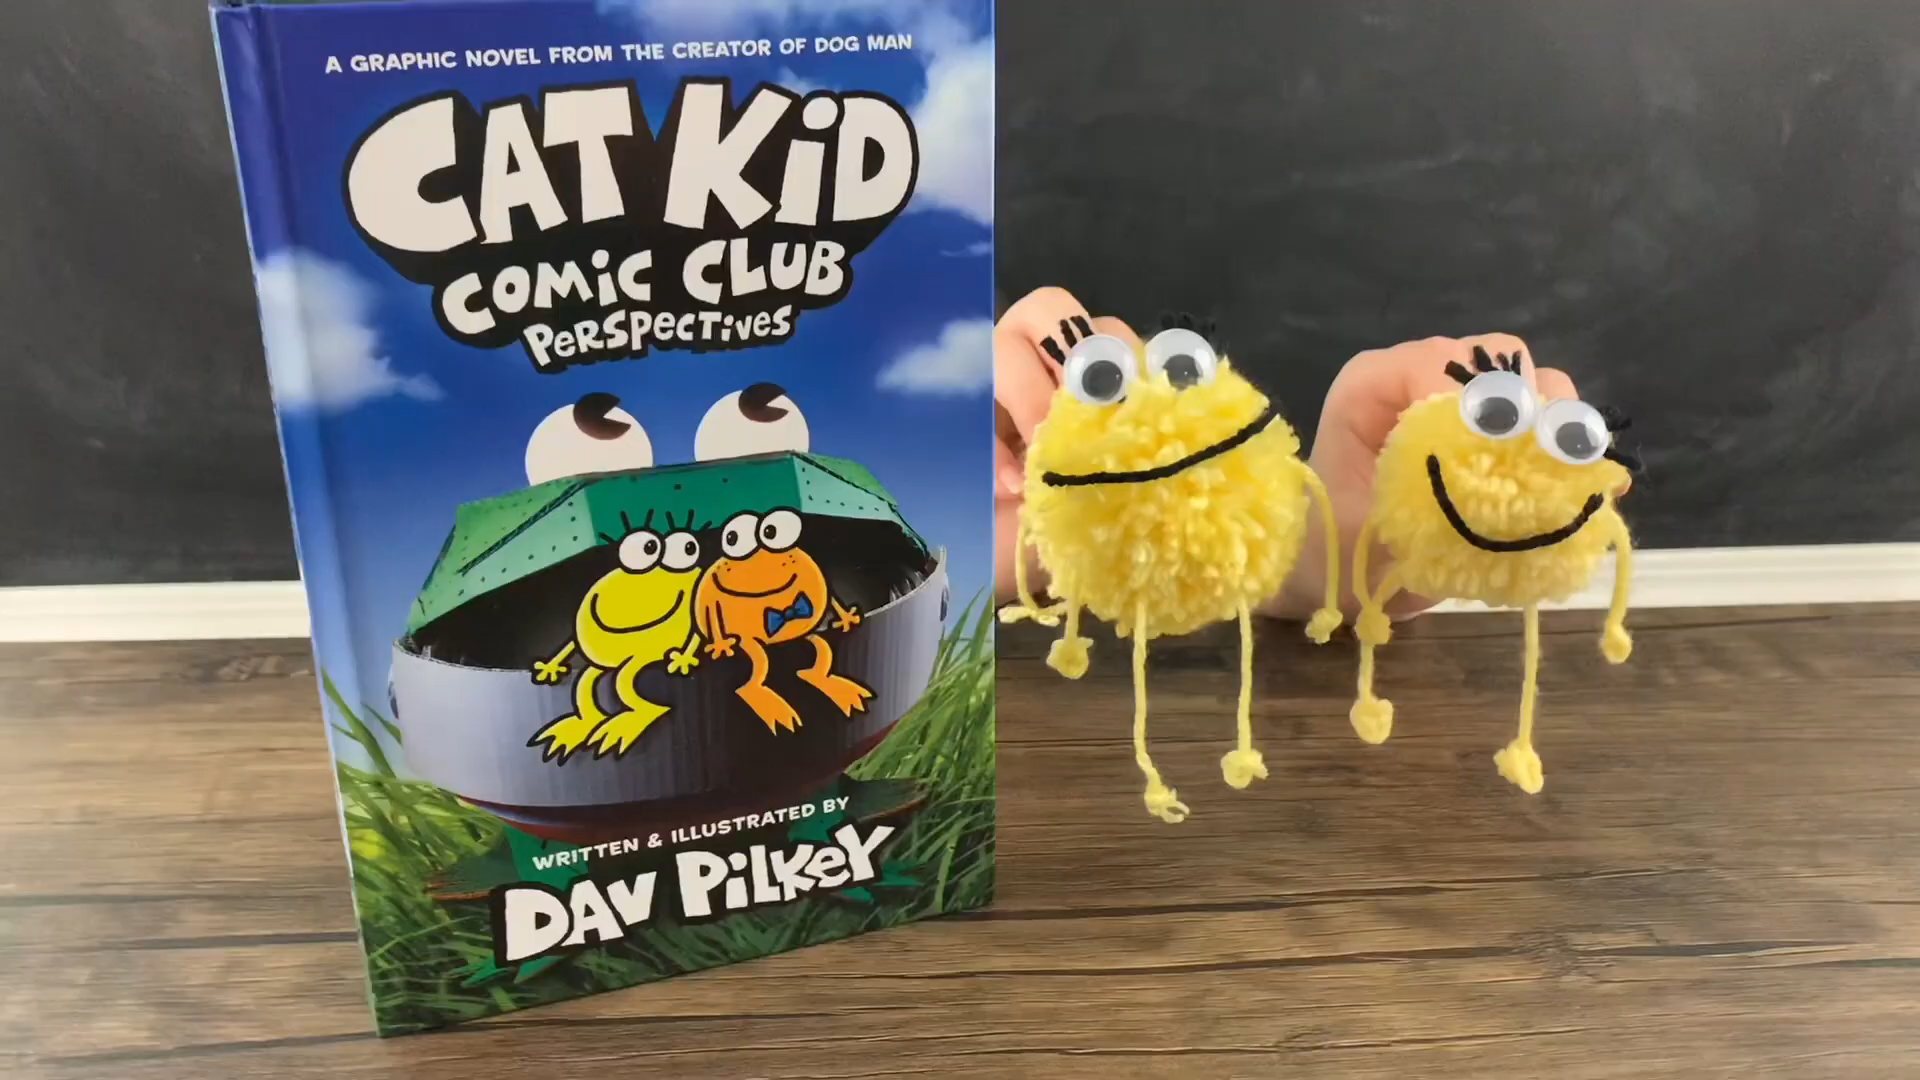 A GRAPHIC NOVEL FROM THE CREATOR OF DOG MAN
CAT KiD
COMiC CLUB
PERSPECTiVES
WRITTEN & ILLUSTRATED BY
DAV PiLKEY